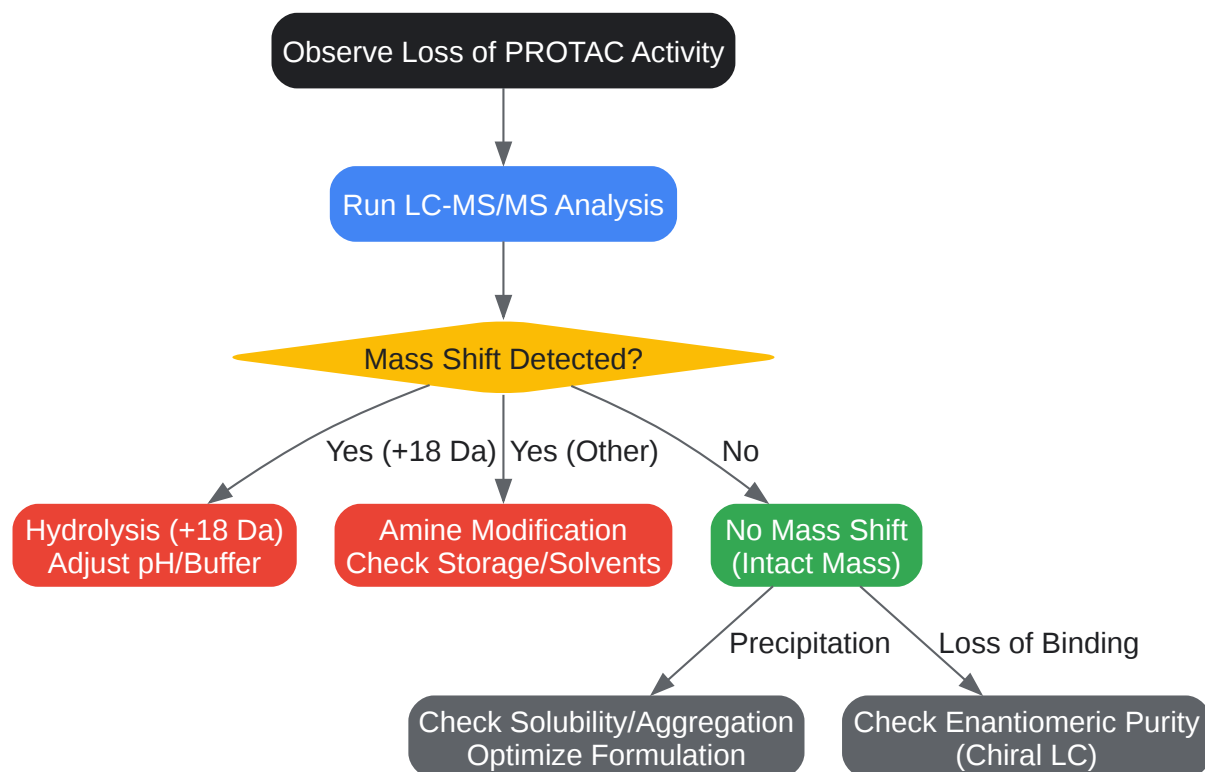 Observe Loss of PROTAC Activity
Run LC-MS/MS Analysis
Mass Shift Detected?
Yes (+18 Da)
Yes (Other)
No
Hydrolysis (+18 Da)
Adjust pH/Buffer
Amine Modification
Check Storage/Solvents
No Mass Shift
(Intact Mass)
Precipitation
Loss of Binding
Check Solubility/Aggregation
Optimize Formulation
Check Enantiomeric Purity
(Chiral LC)